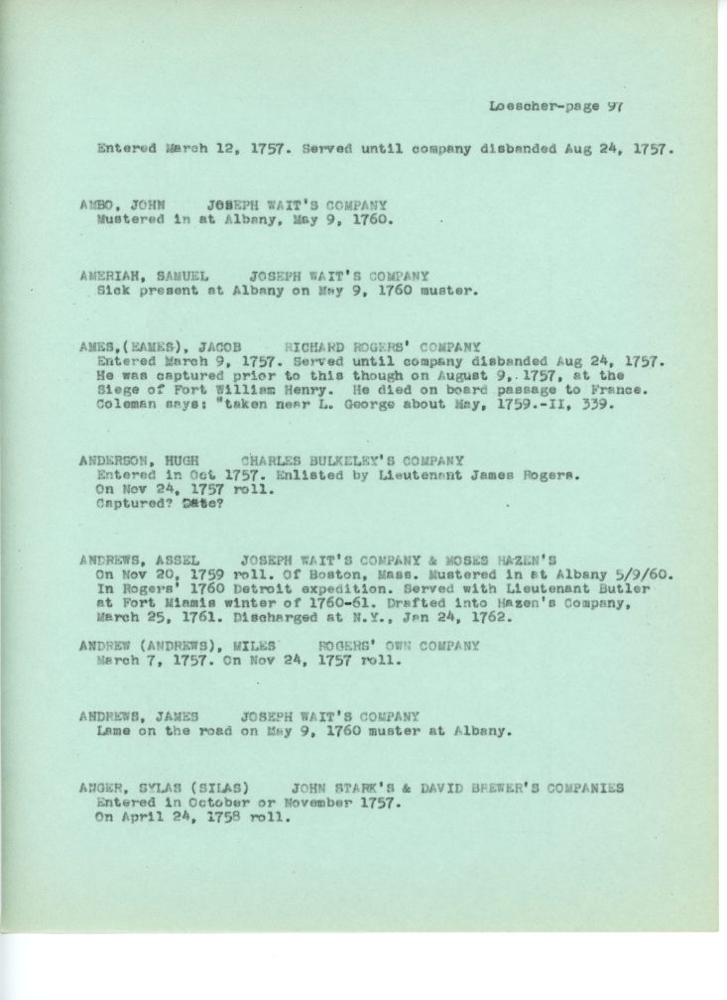 Loescher-page 97
Entered March 12, 1757. Served until company disbanded Aug 24, 1757.
AMBO, JOHN JOSEPH WAIT'S COMPANY
Mustered in at Albany, May 9, 1760.
AMERIAH, SAMUEL JOSEPH WAIT'S COMPANY
Sick present at Albany on May 9, 1760 muster.
AMES,(EAMES), JACOB RICHARD ROGERS' COMPANY
Entered March 9, 1757. Served until company disbanded Aug 24, 1757.
He was captured prior to this though on August 9, 1757, at the
Siege of Fort William Henry. He died on board passage to France.
Coleman says: "taken near L. George about May, 1759.-II, 339.
ANDERSON, HUGH CHARLES BULKELEY'S COMPANY
Entered in Oct 1757. Enlisted by Lieutenant James Rogers.
On Nov 24, 1757 roll.
Captured? Date?
ANDREWS, ASSEL JOSEPH WAIT'S COMPANY & MOSES HAZEN'S
On Nov 20, 1759 roll. Of Boston, Mass. Mustered in at Albany 5/9/60.
In Rogers' 1760 Detroit expedition. Served with Lieutenant Butler
at Fort Miamis winter of 1760-61. Drafted into Hazen's Company,
March 25, 1761. Discharged at N.Y., Jan 24, 1762.
ANDREW (ANDREWS), MILES ROGERS' OWN COMPANY
March 7, 1757. On Nov 24, 1757 roll.
ANDREWS, JAMES JOSEPH WAIT'S COMPANY
Lame on the road on May 9, 1760 muster at Albany.
ANGER, SYLAS (SILAS) JOHN STARK'S & DAVID BREWER'S COMPANIES
Entered in October or November 1757.
On April 24, 1758 roll.